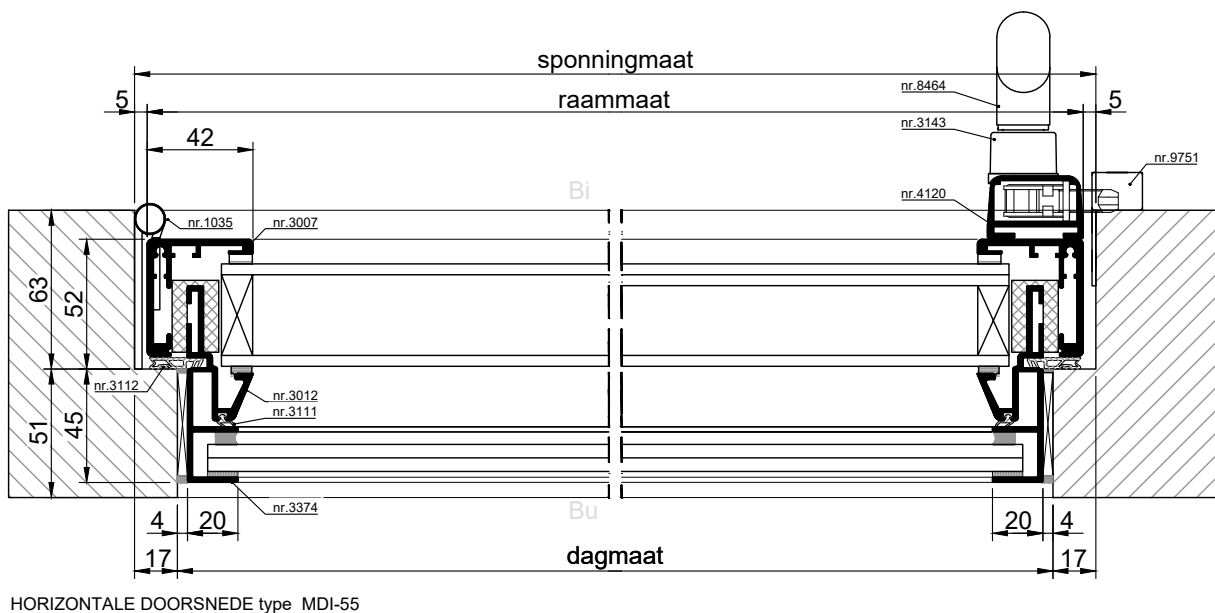 sponningmaat
nr.8464
5
raammaat
5
nr.3143
42
nr.9751
Bi
nr.4120
nr.1035
nr.3007
63
52
nr.3112
nr.3012
nr.3111
51
45
nr.3374
Bu
4
20
20
4
17
dagmaat
17
HORIZONTALE DOORSNEDE type MDI-55